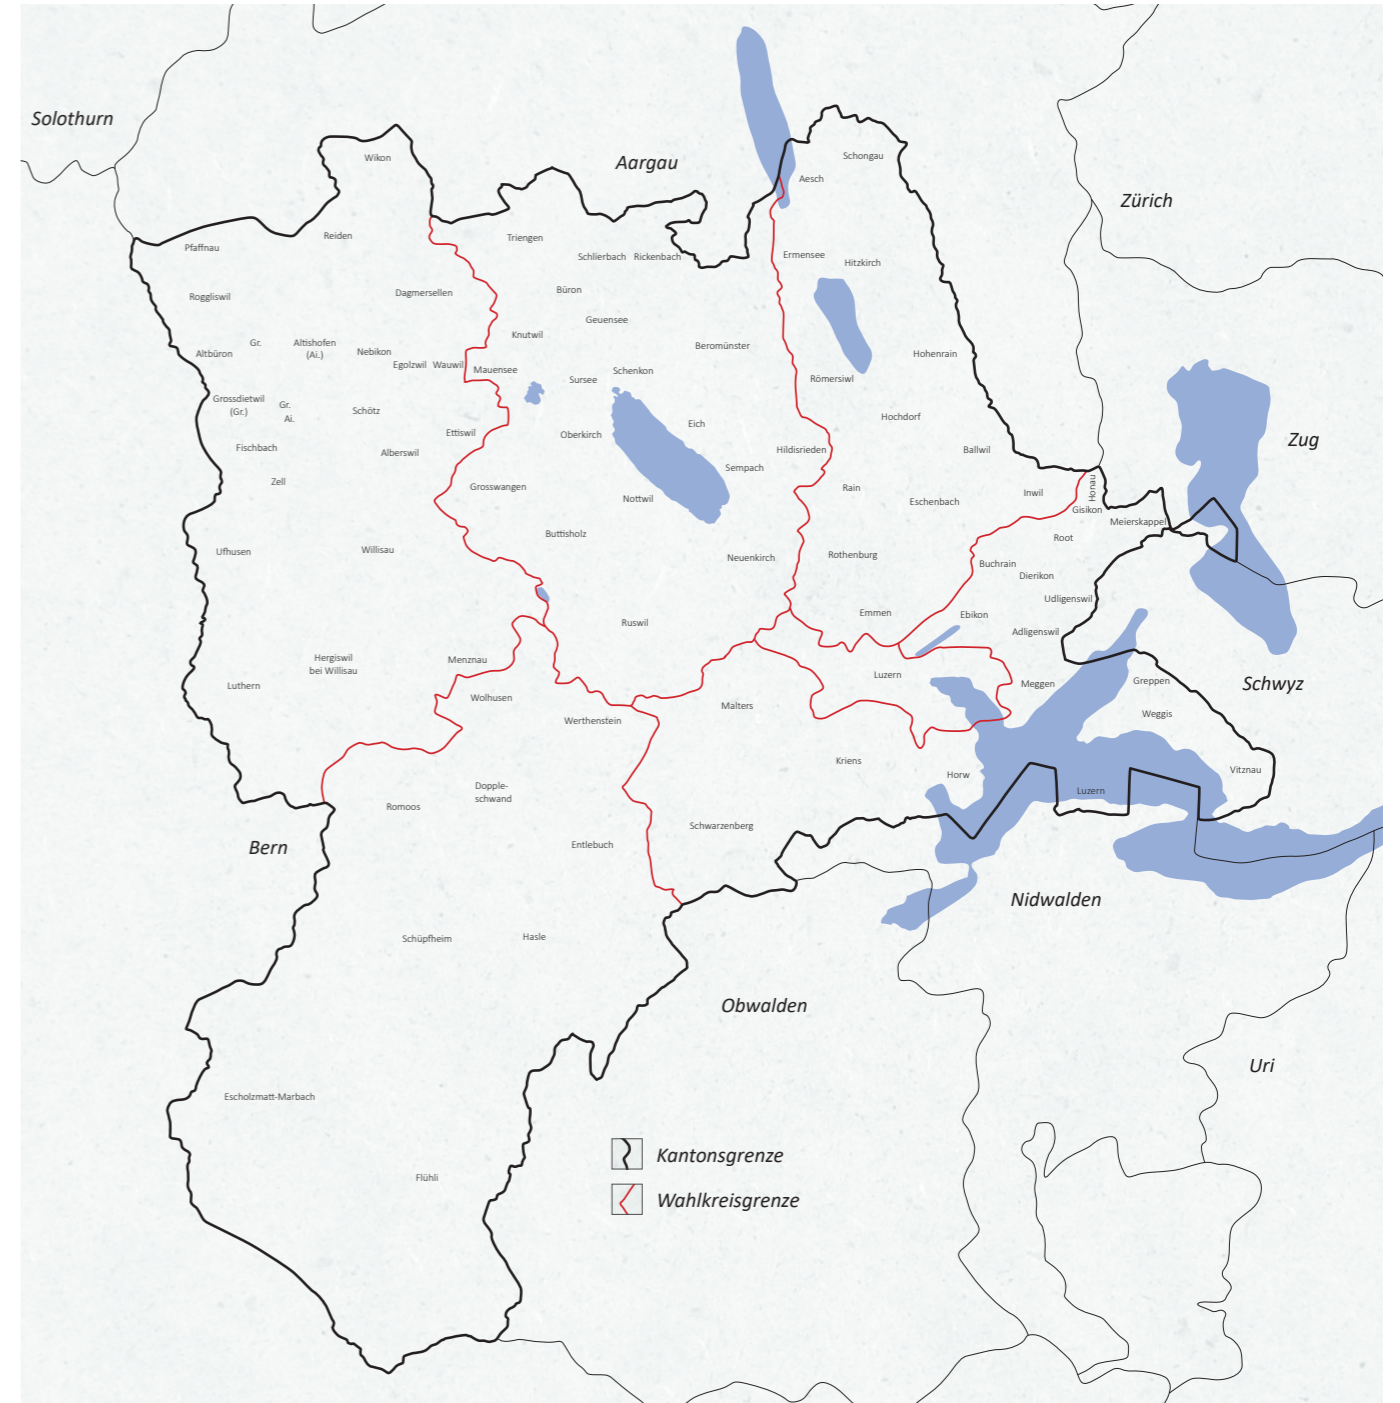 Solothurn
Aargau
Zürich
Zug
Schwyz
Bern
Nidwalden
Obwalden
Uri
Wikon
Schongau
Aesch
Pfaffnau
Reiden
Triengen
Schlierbach
Rickenbach
Ermensee
Hitzkirch
Roggliswil
Dagmersellen
Büron
Geuensee
Knutwil
Gr.
Altishofen
(Ai.)
Altbüron
Nebikon
Egolzwil
Wauwil
Mauensee
Beromünster
Hohenrain
Sursee
Schenkon
Römersiwl
Grossdietwil
(Gr.)
Gr.
Ai.
Schötz
Ettiswil
Oberkirch
Eich
Hochdorf
Fischbach
Alberswil
Hildisrieden
Ballwil
Zell
Grosswangen
Sempach
Nottwil
Rain
Eschenbach
Inwil
Honau
Gisikon
Meierskappel
Root
Ufhusen
Willisau
Buttisholz
Neuenkirch
Rothenburg
Buchrain
Dierikon
Udligenswil
Ruswil
Emmen
Ebikon
Adligenswil
Hergiswil
bei Willisau
Luthern
Menznau
Wolhusen
Werthenstein
Malters
Luzern
Meggen
Greppen
Weggis
Kriens
Horw
Vitznau
Luzern
Romoos
Dopple-
schwand
Schwarzenberg
Entlebuch
Schüpfheim
Hasle
Escholzmatt-Marbach
Flühli
Kantonsgrenze
Wahlkreisgrenze